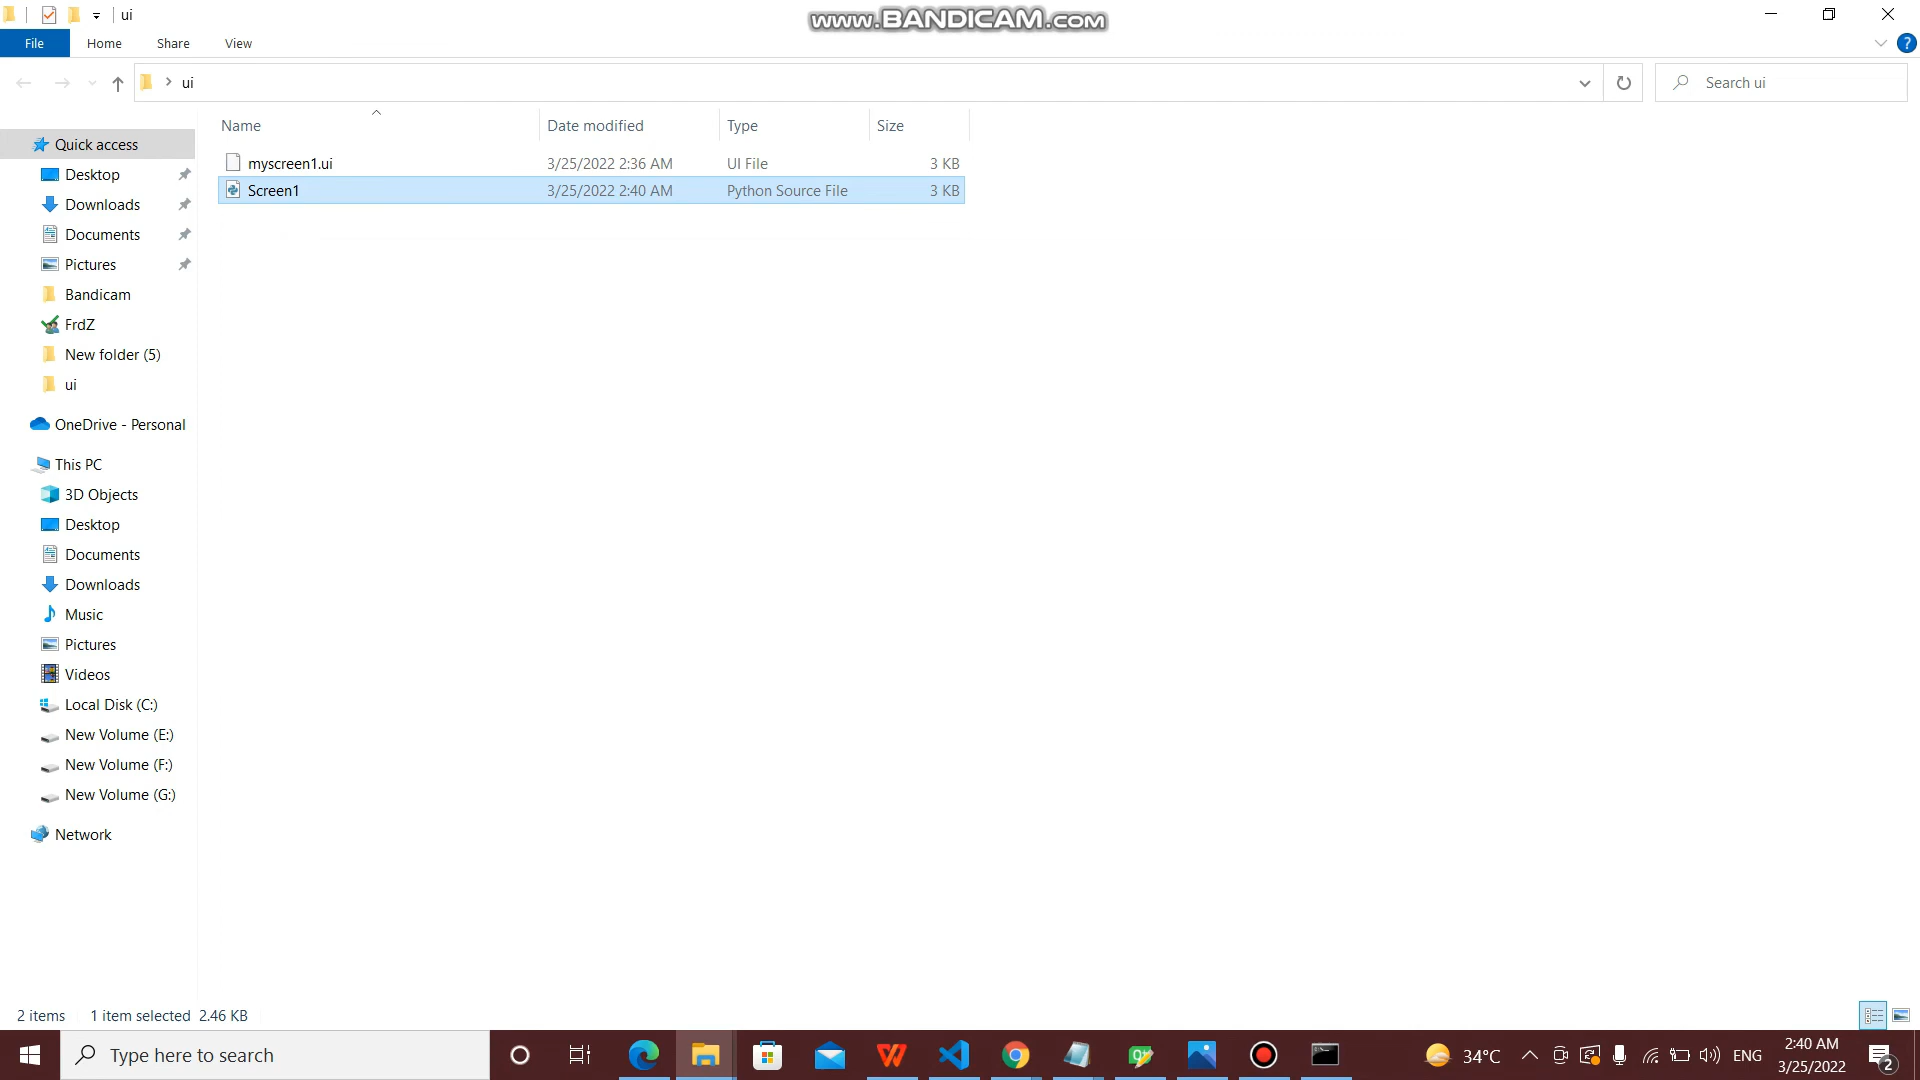 ui
www.BANDICAM.COM
File Home Share View
ui
Search ui
Name Date modified Type Size
myscreen1.ui 3/25/2022 2:36 AM UI File 3 KB
Screen1 3/25/2022 2:40 AM Python Source File 3 KB
Quick access
Desktop
Downloads
Documents
Pictures
Bandicam
FrdZ
New folder (5)
ui
OneDrive - Personal
This PC
3D Objects
Desktop
Documents
Downloads
Music
Pictures
Videos
Local Disk (C:)
New Volume (E:)
New Volume (F:)
New Volume (G:)
Network
2 items 1 item selected 2.46 KB
Type here to search
34°C
ENG
2:40 AM
3/25/2022
2